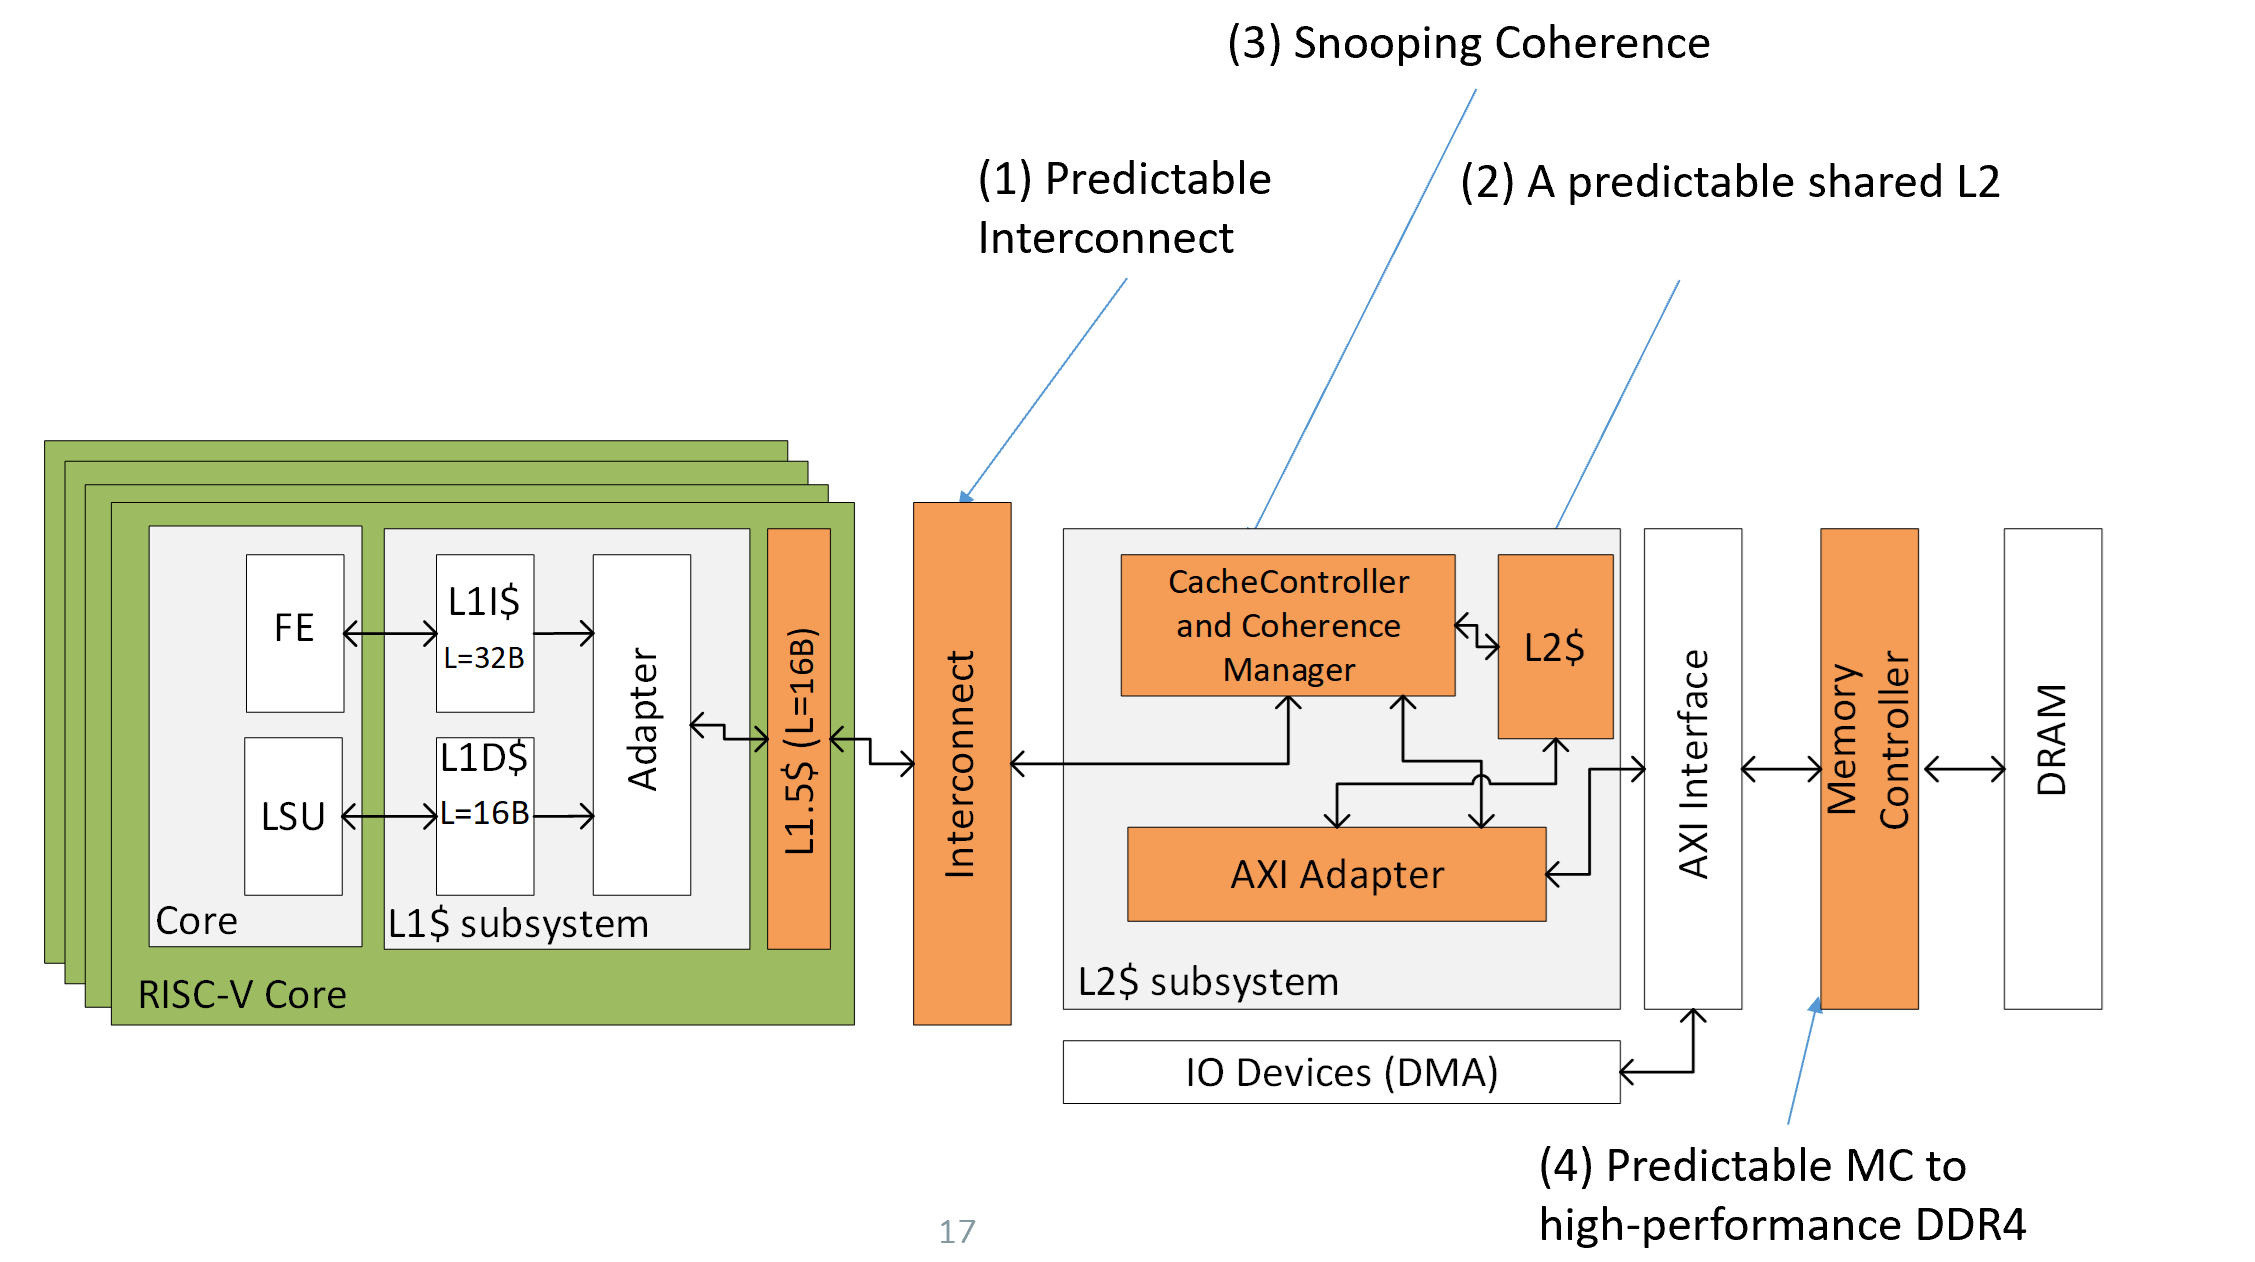 (3) Snooping Coherence
(1) Predictable
Interconnect
(2) A predictable shared L2
FE
LSU
Core
L1I$
L=32B
L1D$
L=16B
Adapter
L1$ subsystem
L1.5$ (L=16B)
RISC-V Core
Interconnect
CacheController
and Coherence
Manager
L2$
AXI Adapter
L2$ subsystem
IO Devices (DMA)
AXI Interface
Memory
Controller
DRAM
(4) Predictable MC to
high-performance DDR4
17